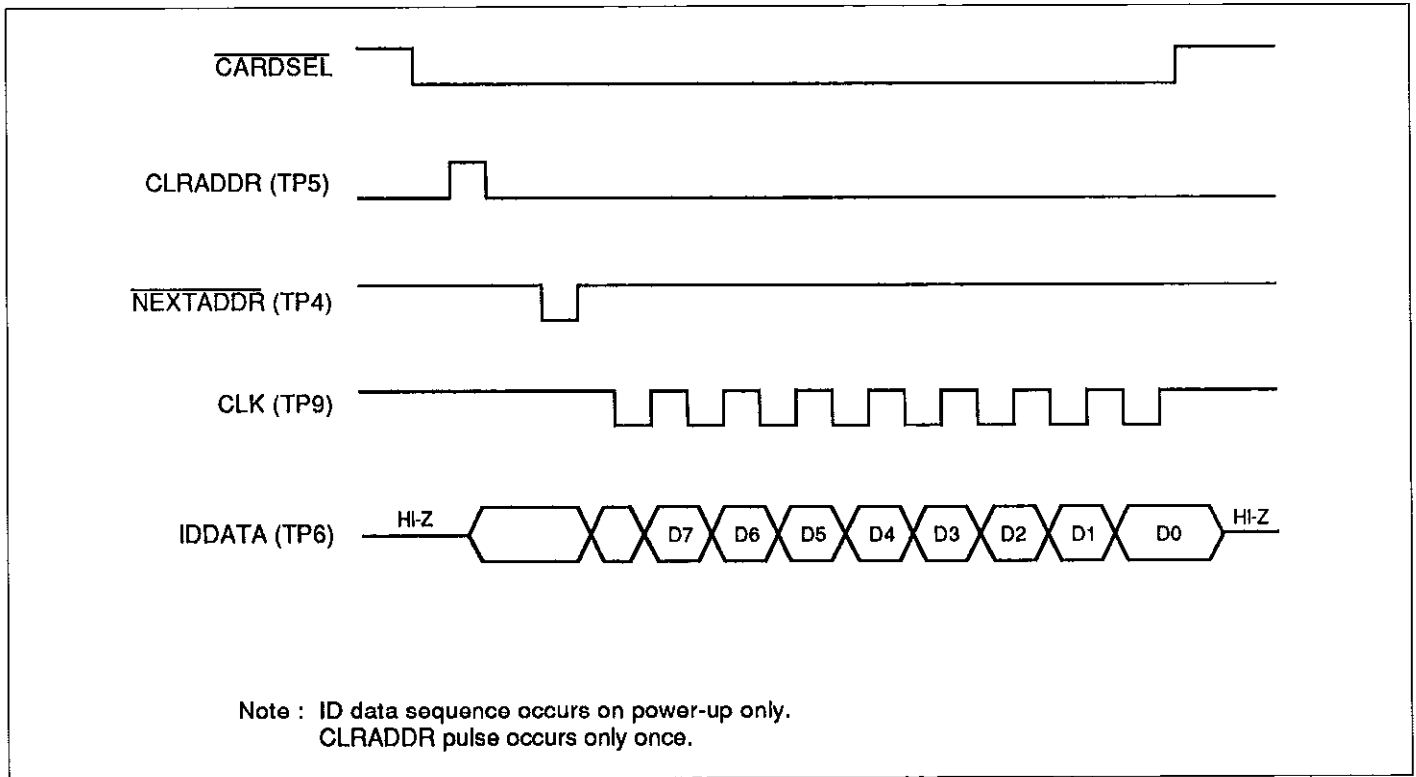 CARDSEL
CLRADDR (TP5)
NEXTADDR (TP4)
CLK (TP9)
IDDATA (TP6) HI-Z D7 D6 D5 D4 D3 D2 D1 D0 HI-Z
Note : ID data sequence occurs on power-up only.
CLRADDR pulse occurs only once.